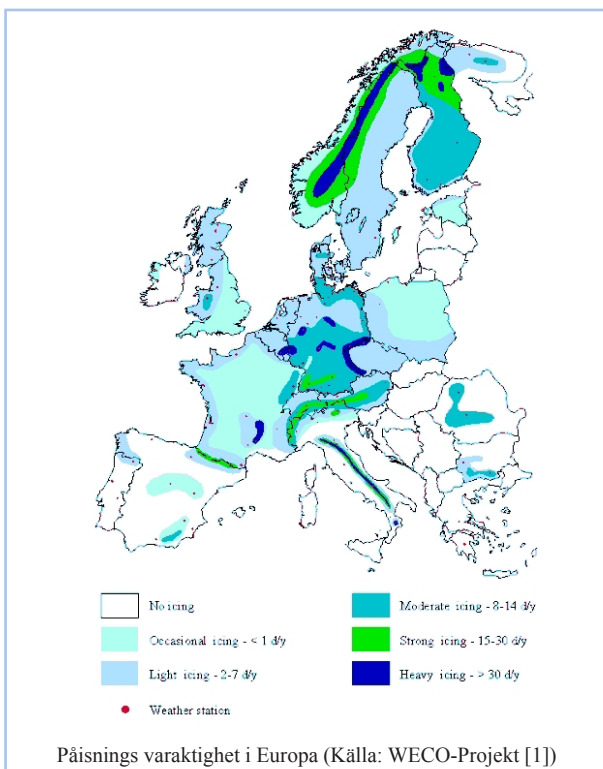 No icing
Occasional icing - < 1 d/y
Light icing - 2-7 d/y
Weather station
Moderate icing - 8-14 d/y
Strong icing - 15-30 d/y
Heavy icing - > 30 d/y
Påisnings varaktighet i Europa (Källa: WECO-Projekt [1])